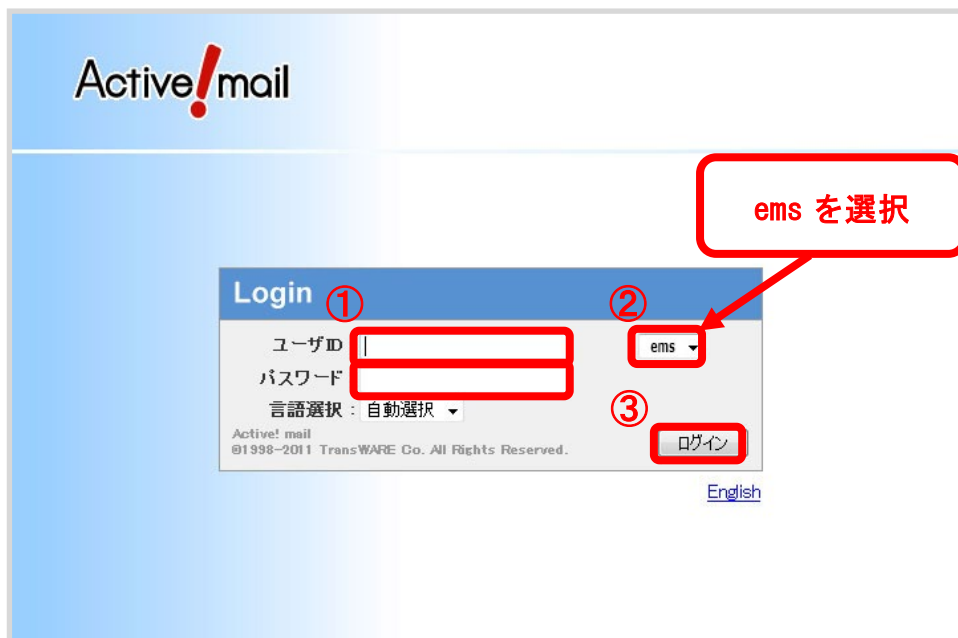 Active!mail
ems を選択
Login
①
②
ユーザID
ems
パスワード
言語選択 : 自動選択
③
Active! mail
©1998-2011 TransWARE Co. All Rights Reserved.
ログイン
English